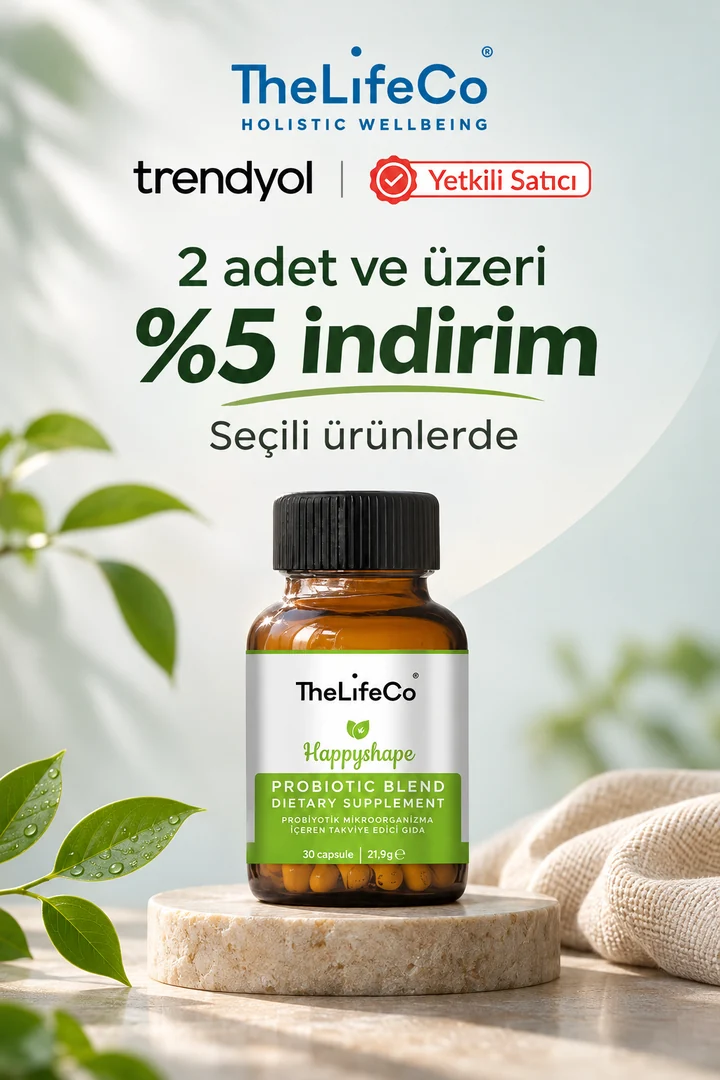 TheLifeCo®
HOLISTIC WELLBEING
trendyol | Yetkili Satıcı
2 adet ve üzeri
%5 indirim
Seçili ürünlerde
TheLifeCo®
Happyshape
PROBIOTIC BLEND
DIETARY SUPPLEMENT
PROBİYOTİK MİKROORGANİZMA
İÇEREN TAKVİYE EDİCİ GIDA
30 capsule | 21,9g℮